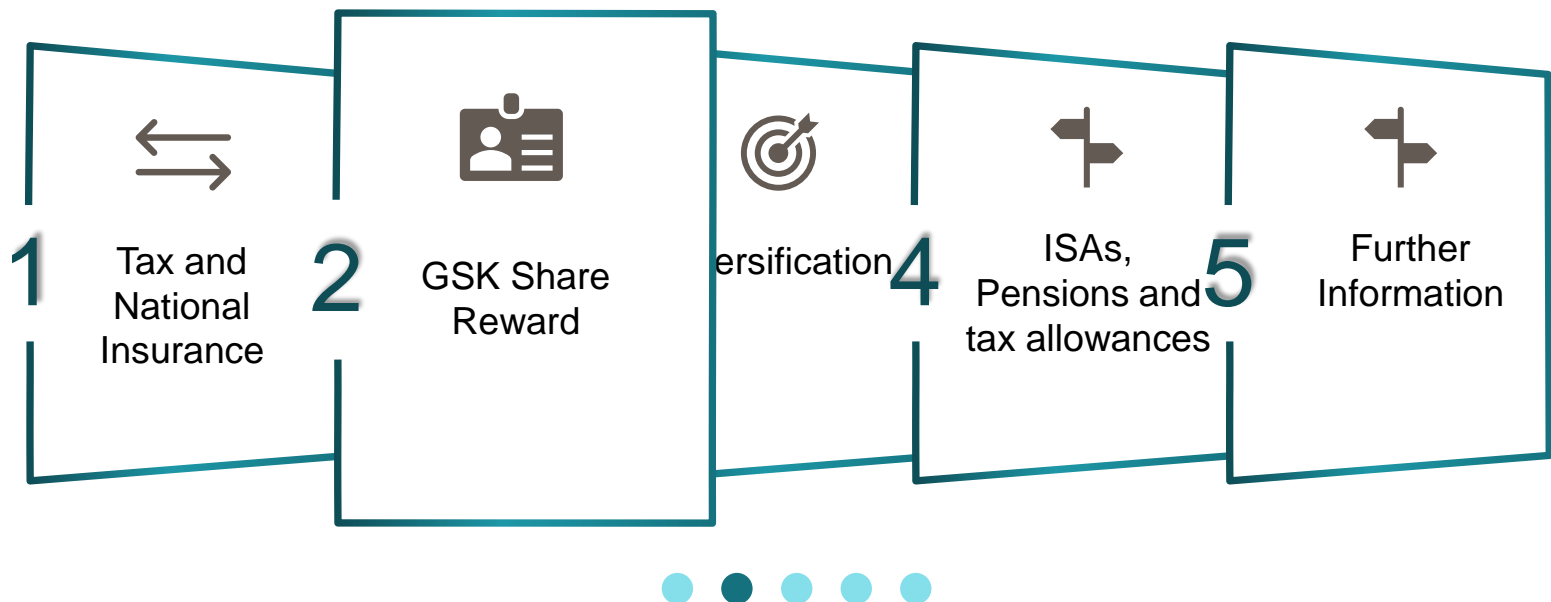 1
Tax and
National
Insurance
2
GSK Share
Reward
ersification
4
ISAs,
Pensions and
tax allowances
5
Further
Information